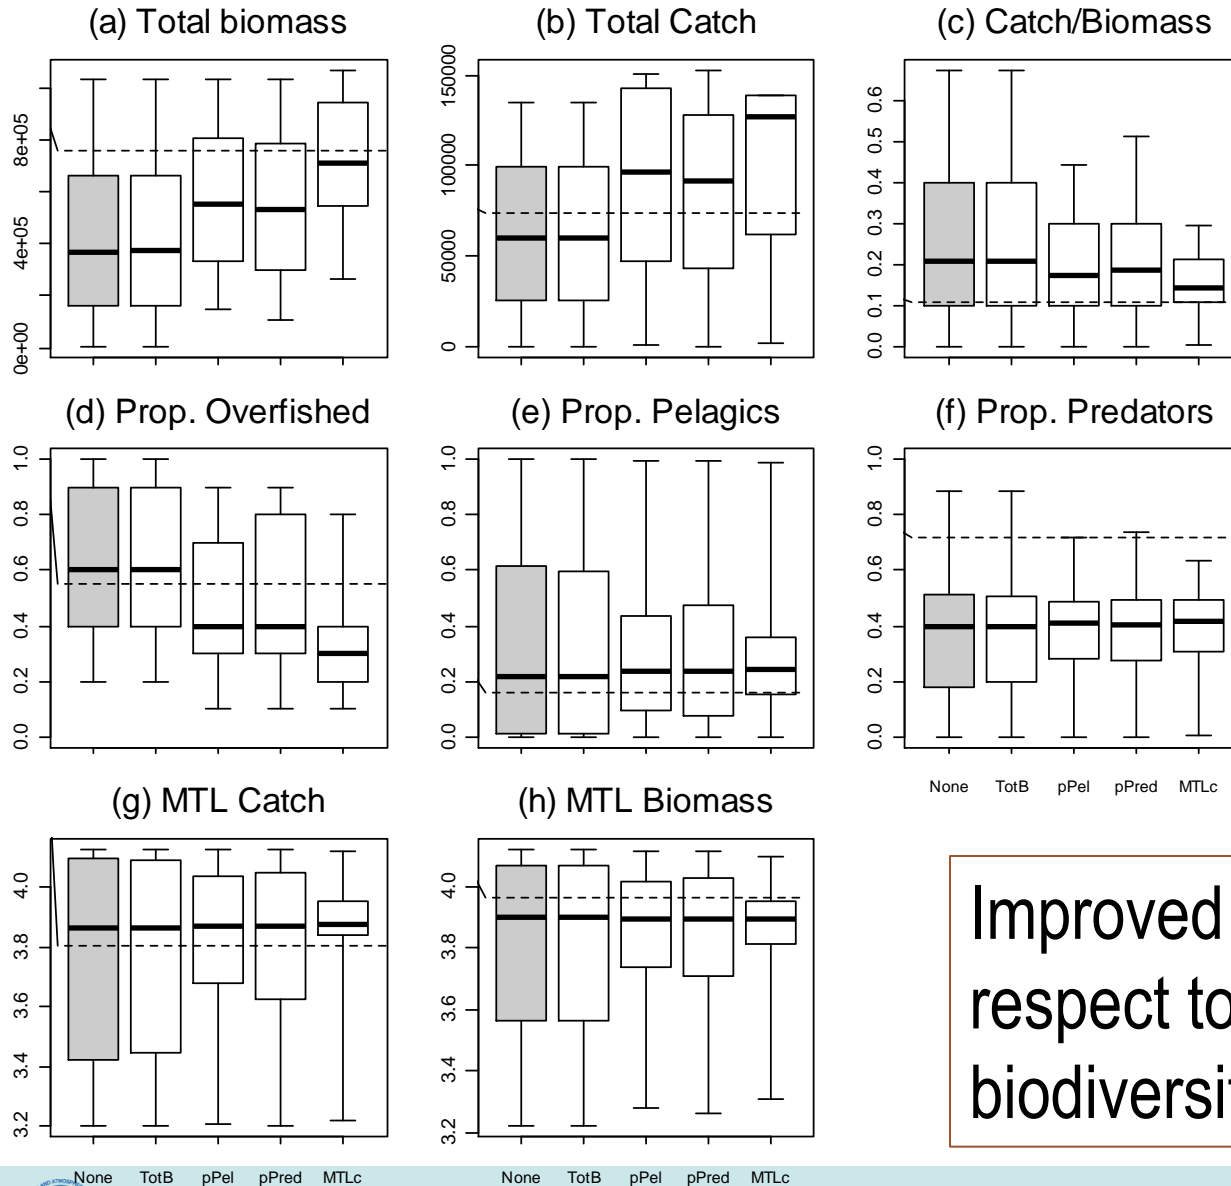 (a) Total biomass
(b) Total Catch
(c) Catch/Biomass
0e+00 4e+05 8e+05
0 50000 100000 150000
0.0 0.1 0.2 0.3 0.4 0.5 0.6
(d) Prop. Overfished
(e) Prop. Pelagics
(f) Prop. Predators
0.0 0.2 0.4 0.6 0.8 1.0
0.0 0.2 0.4 0.6 0.8 1.0
0.0 0.2 0.4 0.6 0.8 1.0
None TotB pPel pPred MTLc
(g) MTL Catch
(h) MTL Biomass
3.2 3.4 3.6 3.8 4.0
3.2 3.4 3.6 3.8 4.0
Improved
respect to
biodiversit
None TotB pPel pPred MTLc
None TotB pPel pPred MTLc